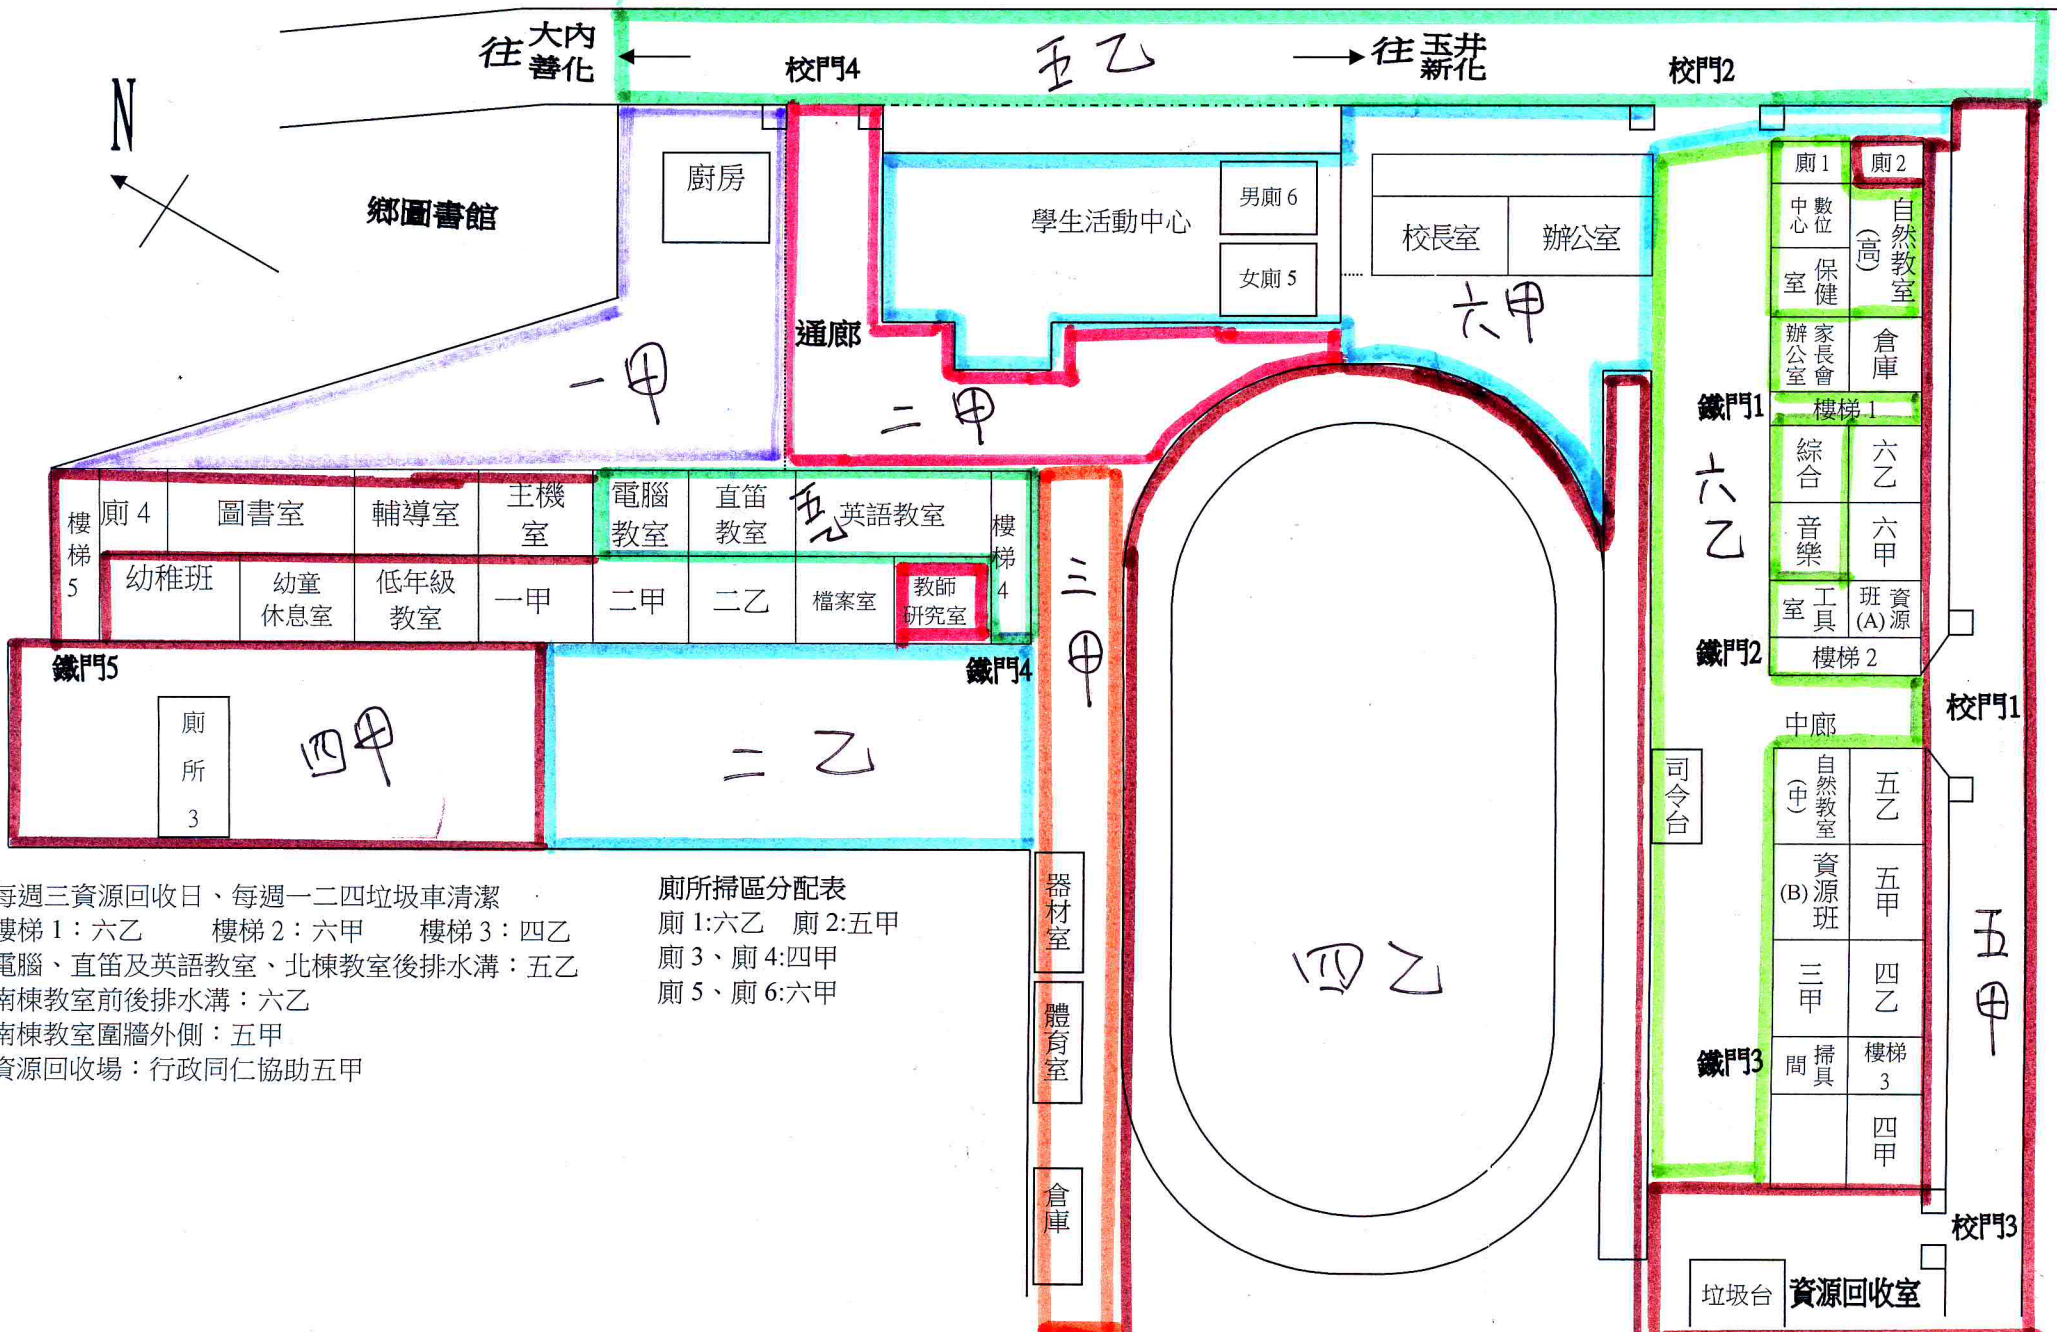 往 大內 善化
校門4
五乙
往 玉井 新化
校門2
N
鄉圖書館
廚房
通廊
學生活動中心
男廁 6
女廁 5
校長室
辦公室
六甲
一甲
二甲
廁 1
廁 2
數位中心
自然教室(高)
保健室
家長會辦公室
倉庫
鐵門1
樓梯 1
綜合
六乙
音樂
六甲
六乙
工具室
資源班(A)
鐵門2
樓梯 2
校門1
中廊
樓梯 5
廁 4
圖書室
輔導室
主機室
電腦教室
直笛教室
五乙
英語教室
樓梯 4
幼稚班
幼童休息室
低年級教室
一甲
二甲
二乙
檔案室
教師研究室
三甲
鐵門5
鐵門4
廁所 3
四甲
二乙
司令台
自然教室(中)
五乙
資源班(B)
五甲
三甲
四乙
鐵門3
掃具間
樓梯 3
四甲
五甲
四乙
器材室
體育室
倉庫
校門3
垃圾台
資源回收室
每週三資源回收日、每週一二四垃圾車清潔
樓梯 1：六乙 樓梯 2：六甲 樓梯 3：四乙
電腦、直笛及英語教室、北棟教室後排水溝：五乙
南棟教室前後排水溝：六乙
南棟教室圍牆外側：五甲
資源回收場：行政同仁協助五甲
廁所掃區分配表
廁 1:六乙 廁 2:五甲
廁 3、廁 4:四甲
廁 5、廁 6:六甲